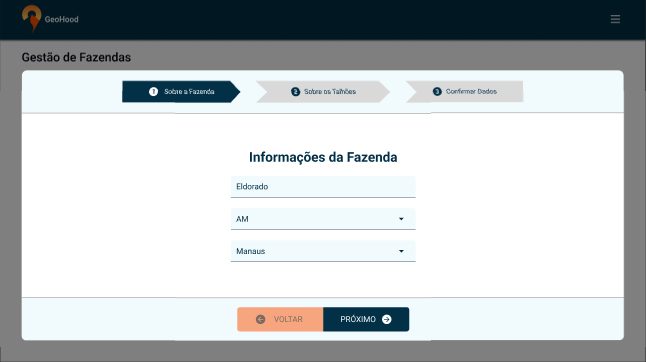 GeoHood
Gestão de Fazendas
1 Sobre a Fazenda
2 Sobre os Talhões
3 Confirmar Dados
Informações da Fazenda
Eldorado
AM
Manaus
VOLTAR
PRÓXIMO